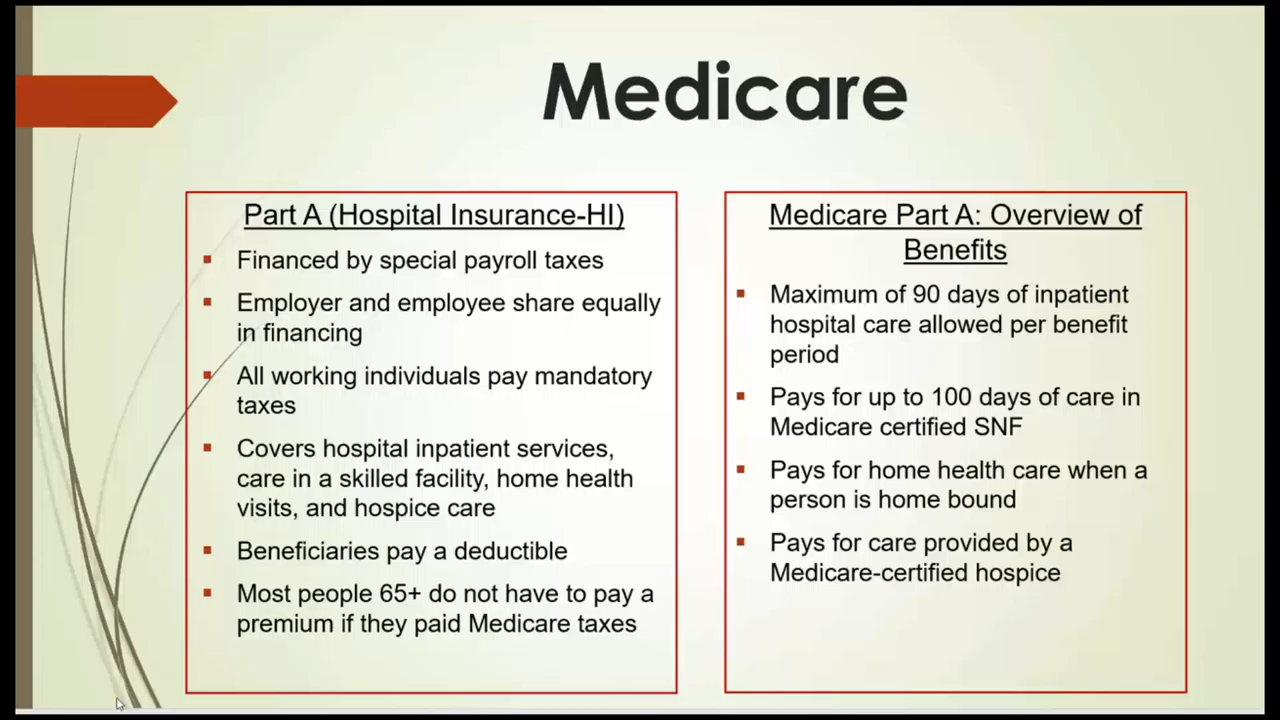 Medicare
Part A (Hospital Insurance-HI)
Financed by special payroll taxes
Employer and employee share equally
in financing
All working individuals pay mandatory
taxes
Covers hospital inpatient services,
care in a skilled facility, home health
visits, and hospice care
Beneficiaries pay a deductible
Most people 65+ do not have to pay a
premium if they paid Medicare taxes
Medicare Part A: Overview of
Benefits
Maximum of 90 days of inpatient
hospital care allowed per benefit
period
Pays for up to 100 days of care in
Medicare certified SNF
Pays for home health care when a
person is home bound
Pays for care provided by a
Medicare-certified hospice